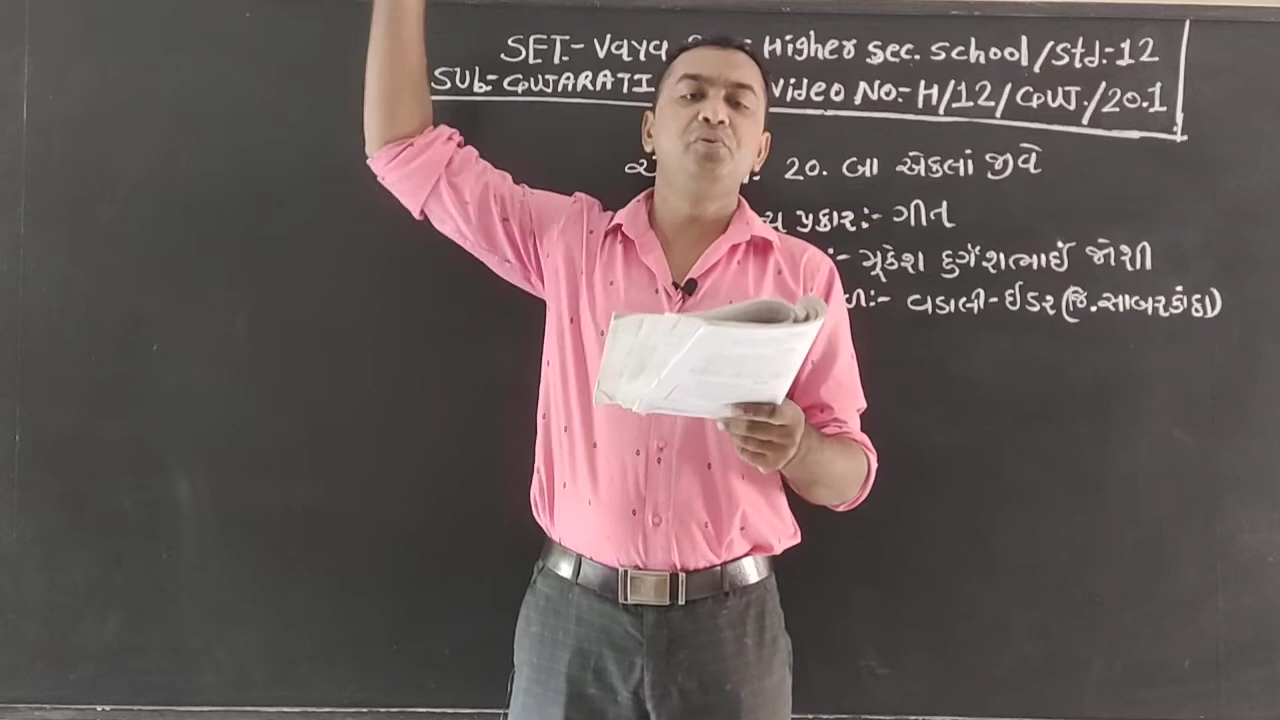 SET:- Vaya Higher sec. school/Std:-12
SUb:- GUJARATI Video No:- H/12/GUJ./20.1
20. બા એકલાં જીવે
પ્રકાર:- ગીત
:- મૂકેશ દુર્ગેશભાઈ જોશી
:- વડાલી-ઈડર(જિ.સાબરકાંઠા)